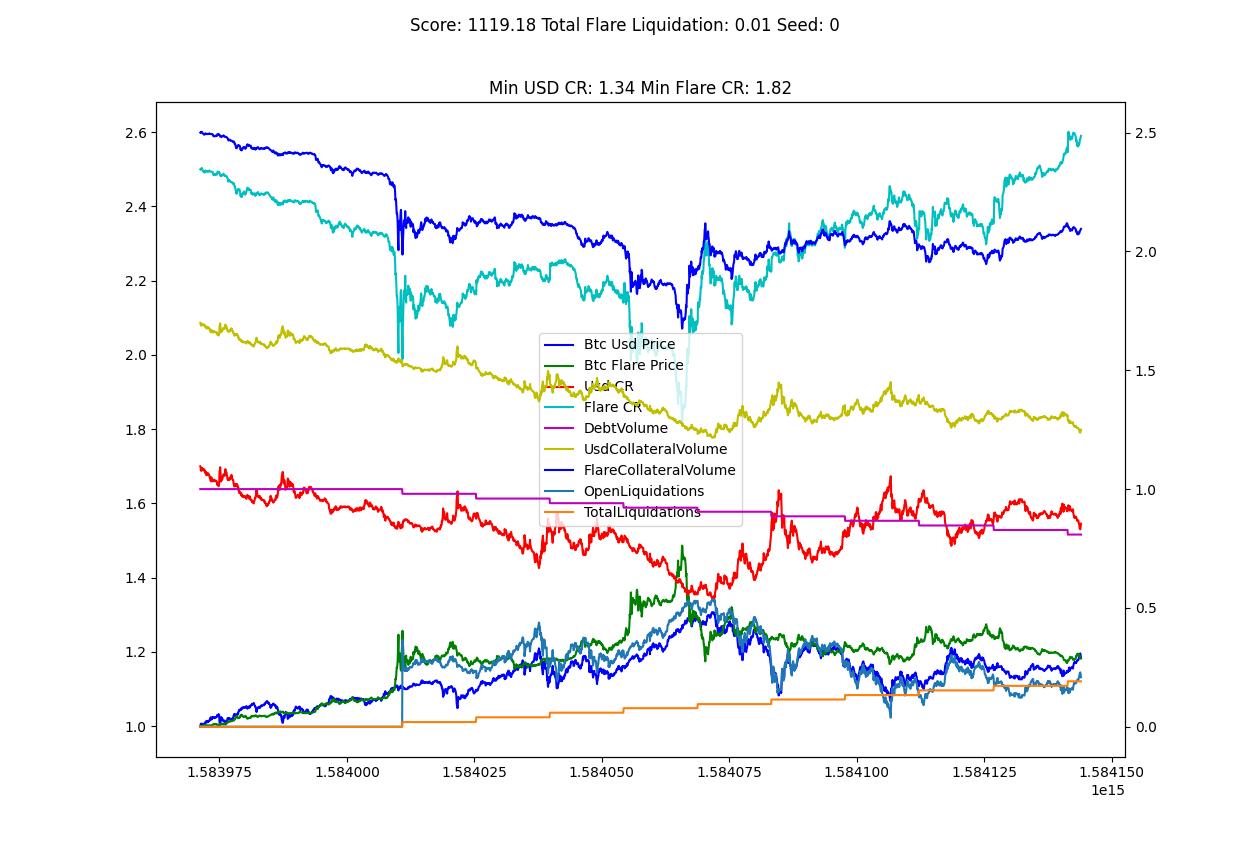 Score: 1119.18 Total Flare Liquidation: 0.01 Seed: 0
Min USD CR: 1.34 Min Flare CR: 1.82
2.6
2.4
2.2
2.0
1.8
1.6
1.4
1.2
1.0
2.5
2.0
1.5
1.0
0.5
0.0
Btc Usd Price
Btc Flare Price
Usd CR
Flare CR
DebtVolume
UsdCollateralVolume
FlareCollateralVolume
OpenLiquidations
TotalLiquidations
1.583975 1.584000 1.584025 1.584050 1.584075 1.584100 1.584125 1.584150
1e15